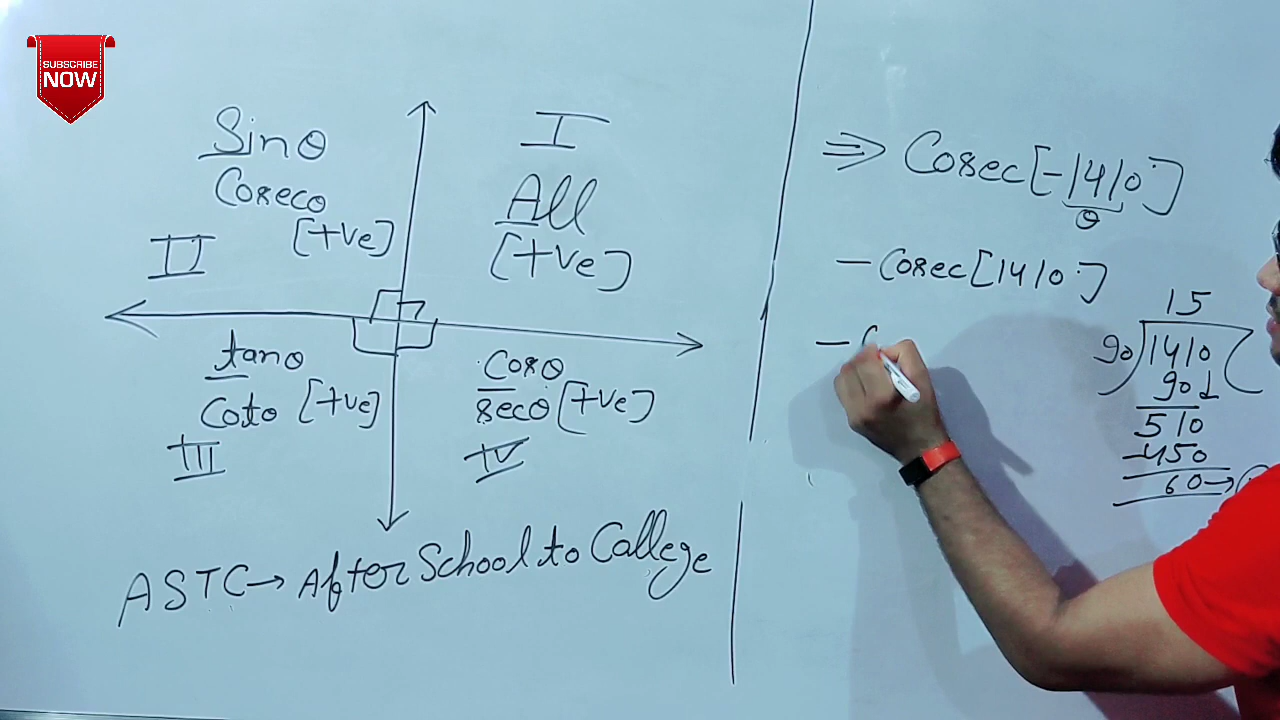 SUBSCRIBE
NOW
Sinθ
Cosecθ
[+ve]
II
I
All
[+ve]
tanθ
Cotθ [+ve]
III
Cosθ
Secθ [+ve]
IV
ASTC → After School to College
⇒ Cosec[-1410°]
θ
- Cosec[1410°]
- C
15
90)1410(
90↓
510
-450
60→